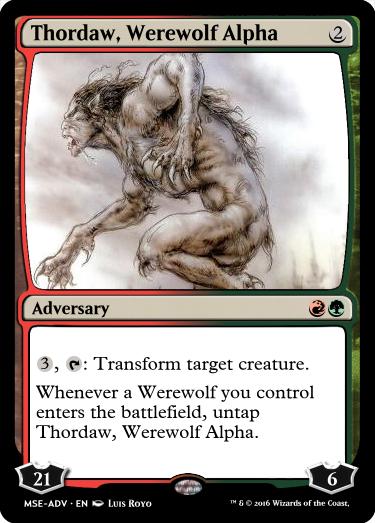 Thordaw, Werewolf Alpha 2
Adversary
3, : Transform target creature.
Whenever a Werewolf you control
enters the battlefield, untap
Thordaw, Werewolf Alpha.
21 6
MSE-ADV · EN Luis Royo ™ & © 2016 Wizards of the Coast.